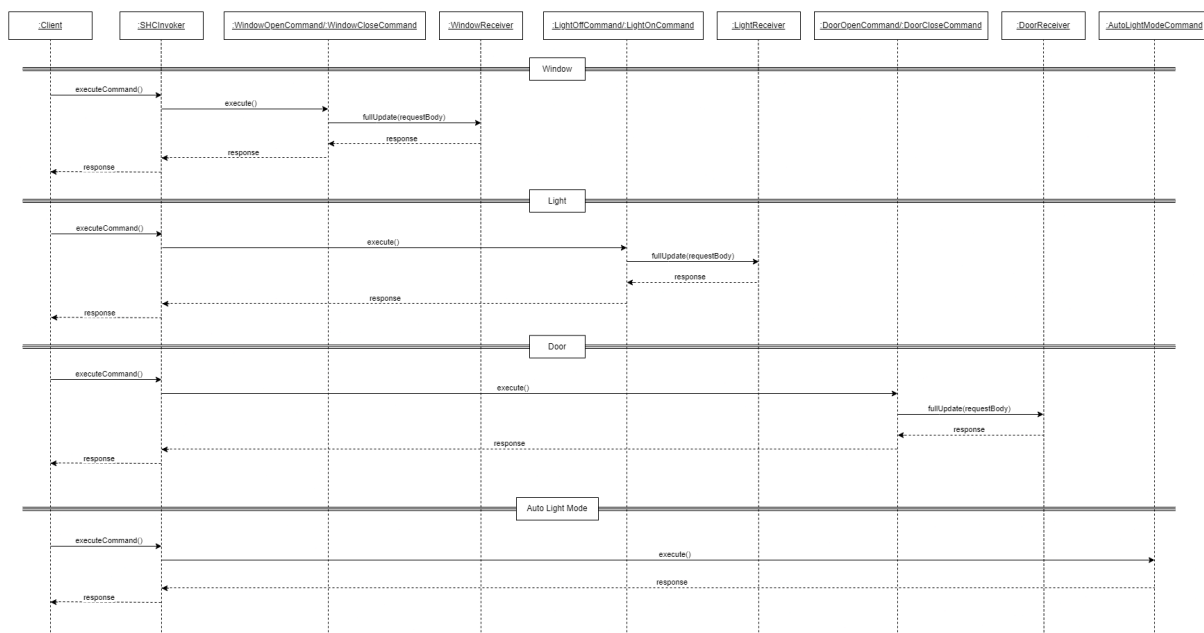 :Client
:SHCInvoker
:WindowOpenCommand/:WindowCloseCommand
:WindowReceiver
:LightOffCommand/:LightOnCommand
:LightReceiver
:DoorOpenCommand/:DoorCloseCommand
:DoorReceiver
:AutoLightModeCommand
Window
executeCommand()
execute()
fullUpdate(requestBody)
response
response
response
Light
executeCommand()
execute()
fullUpdate(requestBody)
response
response
response
Door
executeCommand()
execute()
fullUpdate(requestBody)
response
response
response
Auto Light Mode
executeCommand()
execute()
response
response